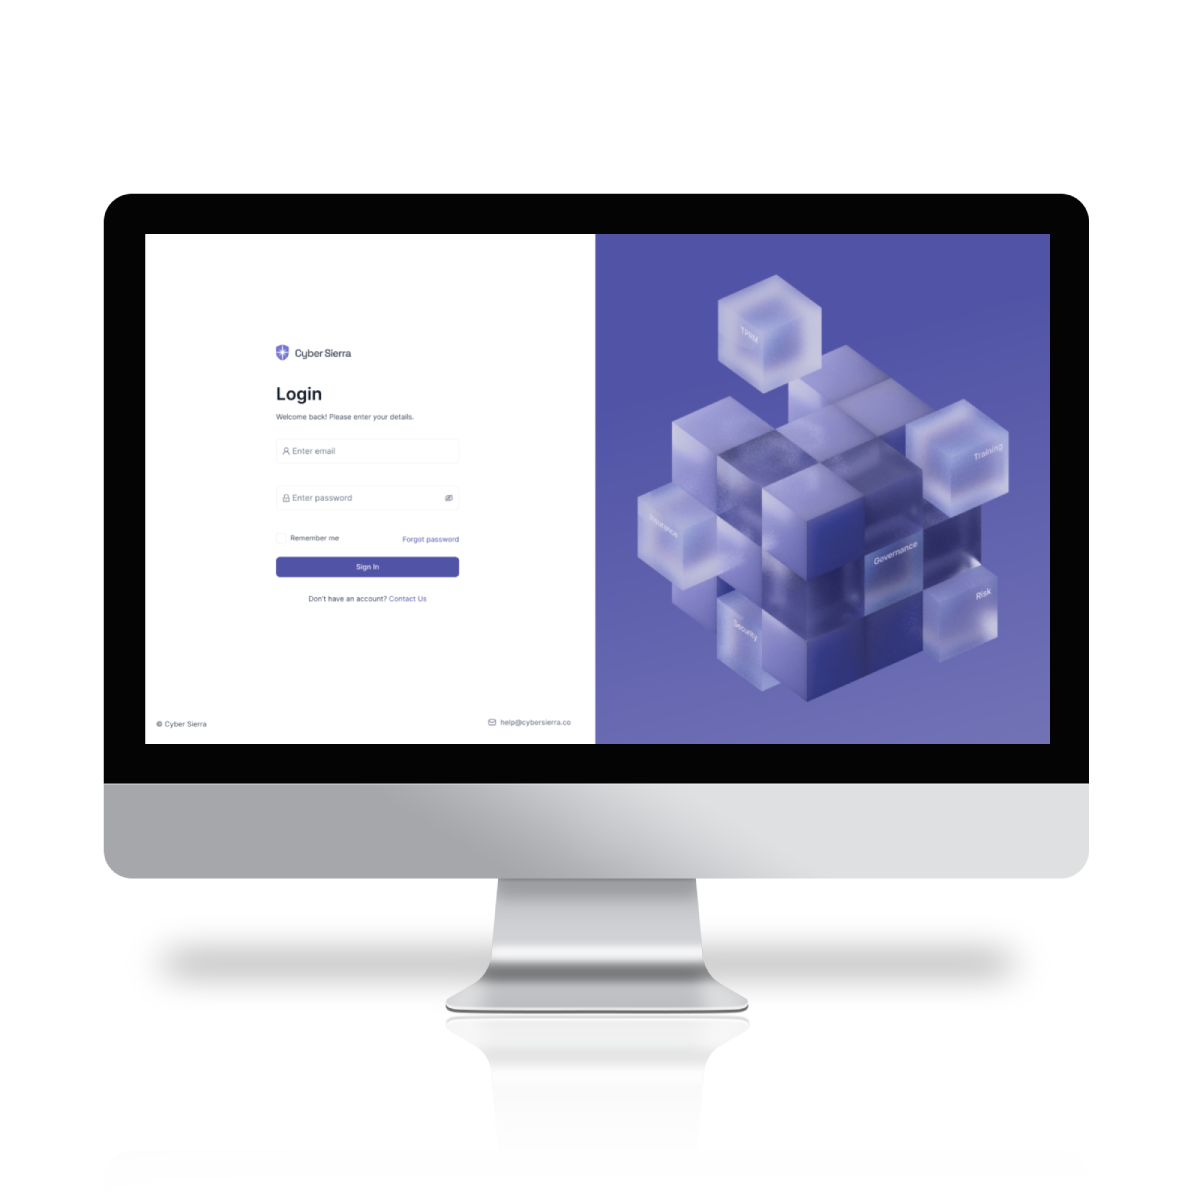 Cyber Sierra
Login
Welcome back! Please enter your details.
Enter email
Enter password
Remember me
Forgot password
Sign In
Don't have an account? Contact Us
© Cyber Sierra
help@cybersierra.co
TPRM
Training
Insurance
Governance
Risk
Security